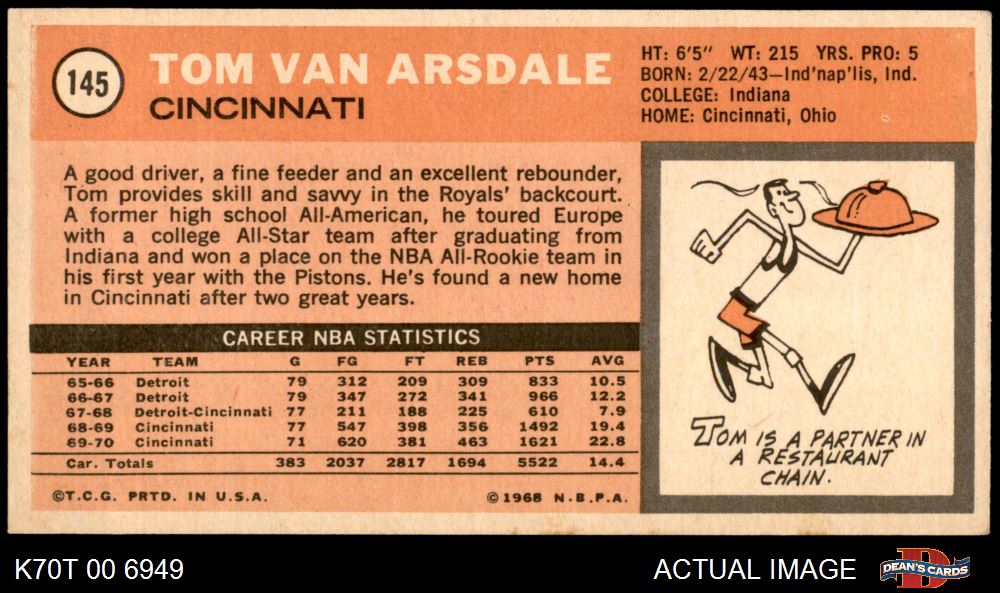 145
TOM VAN ARSDALE
CINCINNATI
HT: 6'5" WT: 215 YRS. PRO: 5
BORN: 2/22/43—Ind'nap'lis, Ind.
COLLEGE: Indiana
HOME: Cincinnati, Ohio
A good driver, a fine feeder and an excellent rebounder,
Tom provides skill and savvy in the Royals' backcourt.
A former high school All-American, he toured Europe
with a college All-Star team after graduating from
Indiana and won a place on the NBA All-Rookie team in
his first year with the Pistons. He's found a new home
in Cincinnati after two great years.
CAREER NBA STATISTICS
YEAR TEAM G FG FT REB PTS AVG
65-66 Detroit 79 312 209 309 833 10.5
66-67 Detroit 79 347 272 341 966 12.2
67-68 Detroit-Cincinnati 77 211 188 225 610 7.9
68-69 Cincinnati 77 547 398 356 1492 19.4
69-70 Cincinnati 71 620 381 463 1621 22.8
Car. Totals 383 2037 2817 1694 5522 14.4
©T.C.G. PRTD. IN U.S.A. ©1968 N.B.P.A.
TOM IS A PARTNER IN
A RESTAURANT
CHAIN.
K70T 00 6949
ACTUAL IMAGE
D
DEAN'S CARDS